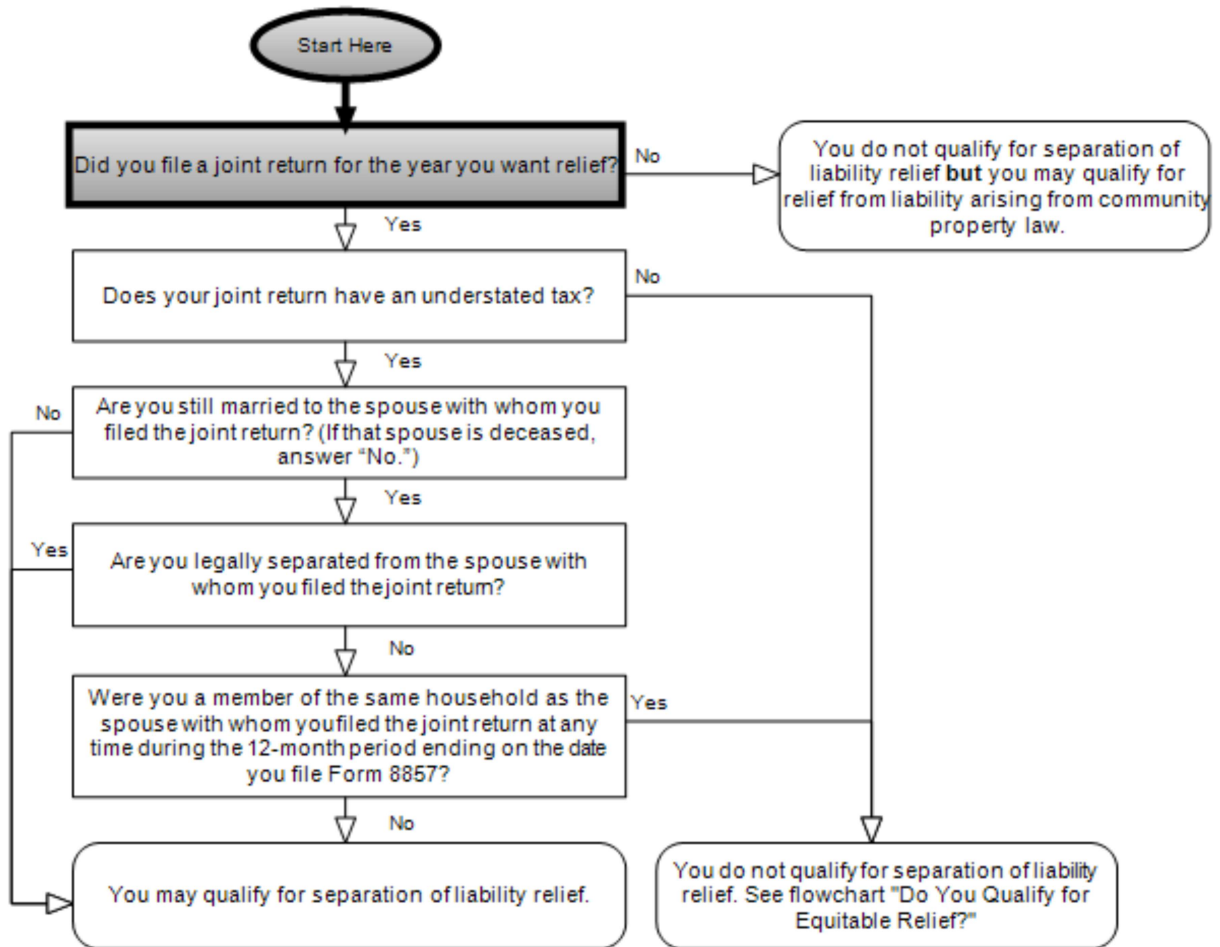 Start Here
Did you file a joint return for the year you want relief?
No
You do not qualify for separation of
liability relief but you may qualify for
relief from liability arising from community
property law.
Yes
Does your joint return have an understated tax?
No
Yes
No
Are you still married to the spouse with whom you
filed the joint return? (If that spouse is deceased,
answer “No.”)
Yes
Yes
Are you legally separated from the spouse with
whom you filed the joint return?
No
Were you a member of the same household as the
spouse with whom you filed the joint return at any
time during the 12-month period ending on the date
you file Form 8857?
Yes
No
You may qualify for separation of liability relief.
You do not qualify for separation of liability
relief. See flowchart "Do You Qualify for
Equitable Relief?"